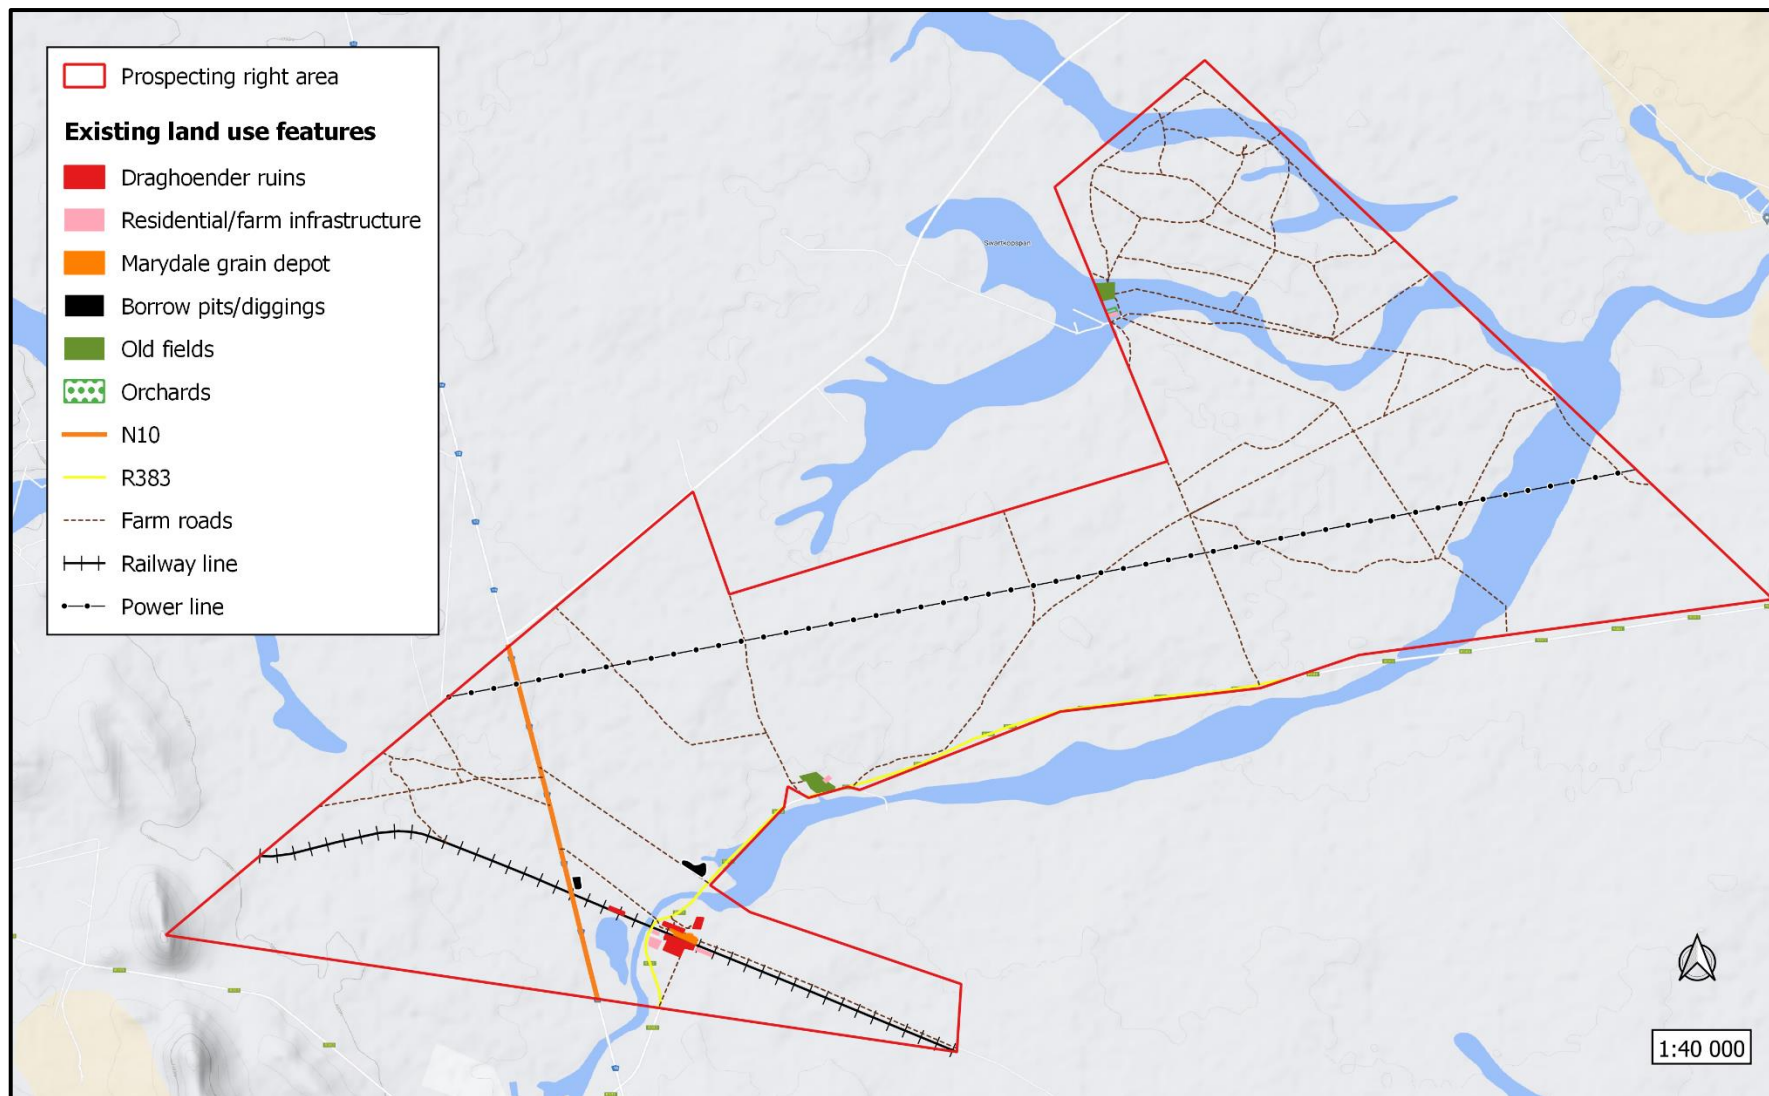 Prospecting right area
Existing land use features
Draghoender ruins
Residential/farm infrastructure
Marydale grain depot
Borrow pits/diggings
Old fields
Orchards
N10
R383
Farm roads
Railway line
Power line
Swartkopspan
1:40 000